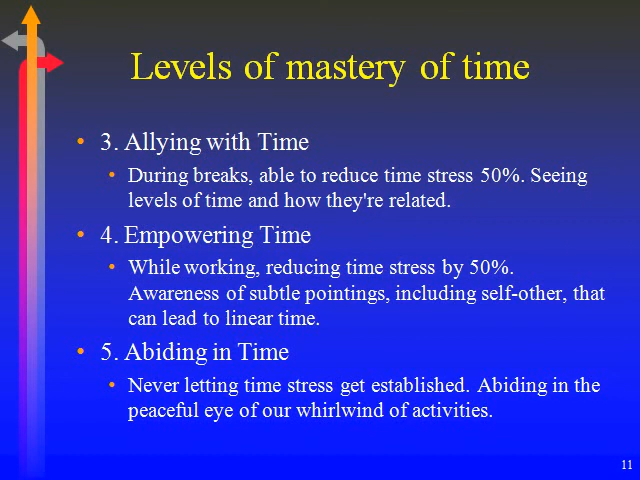 Levels of mastery of time
• 3. Allying with Time
• During breaks, able to reduce time stress 50%. Seeing
levels of time and how they're related.
• 4. Empowering Time
• While working, reducing time stress by 50%.
Awareness of subtle pointings, including self-other, that
can lead to linear time.
• 5. Abiding in Time
• Never letting time stress get established. Abiding in the
peaceful eye of our whirlwind of activities.
11